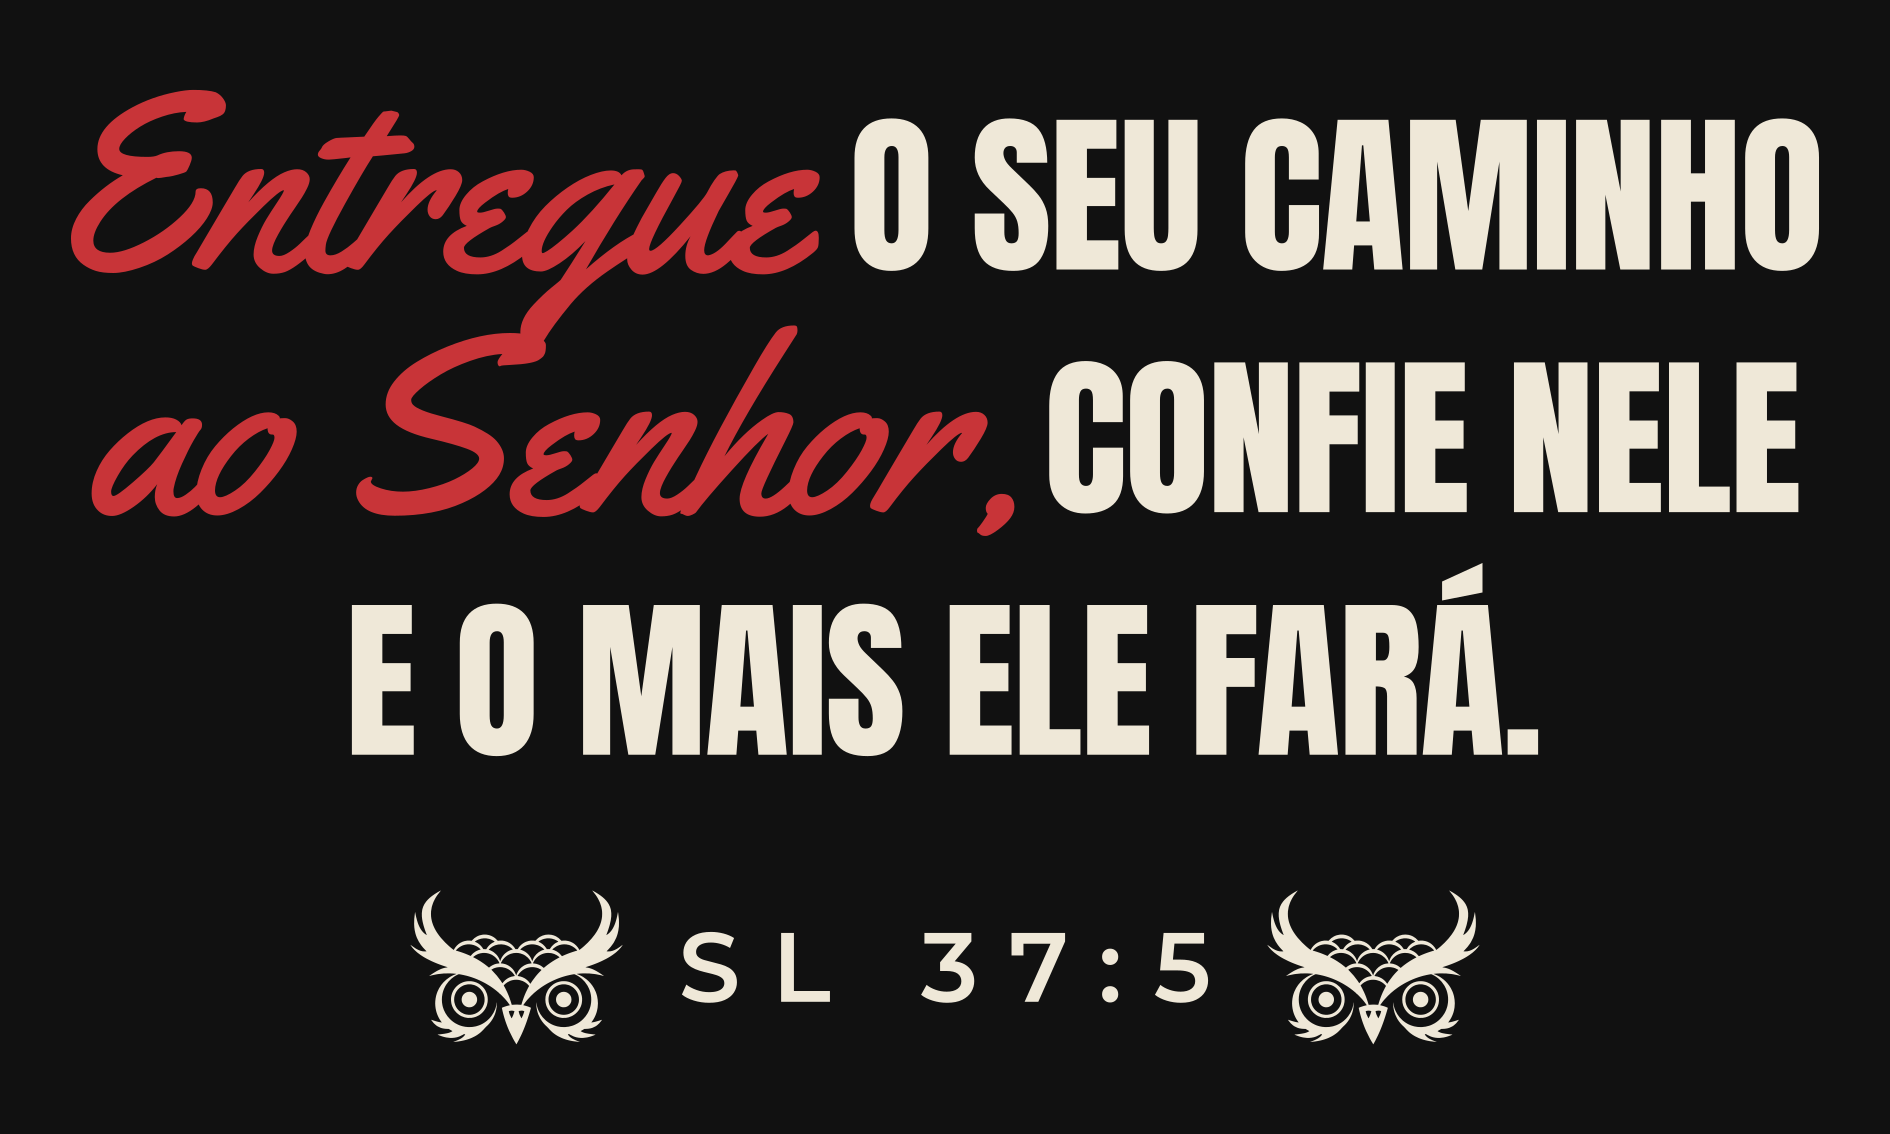 Entregue O SEU CAMINHO
ao Senhor, CONFIE NELE
E O MAIS ELE FARÁ.
SL 37:5